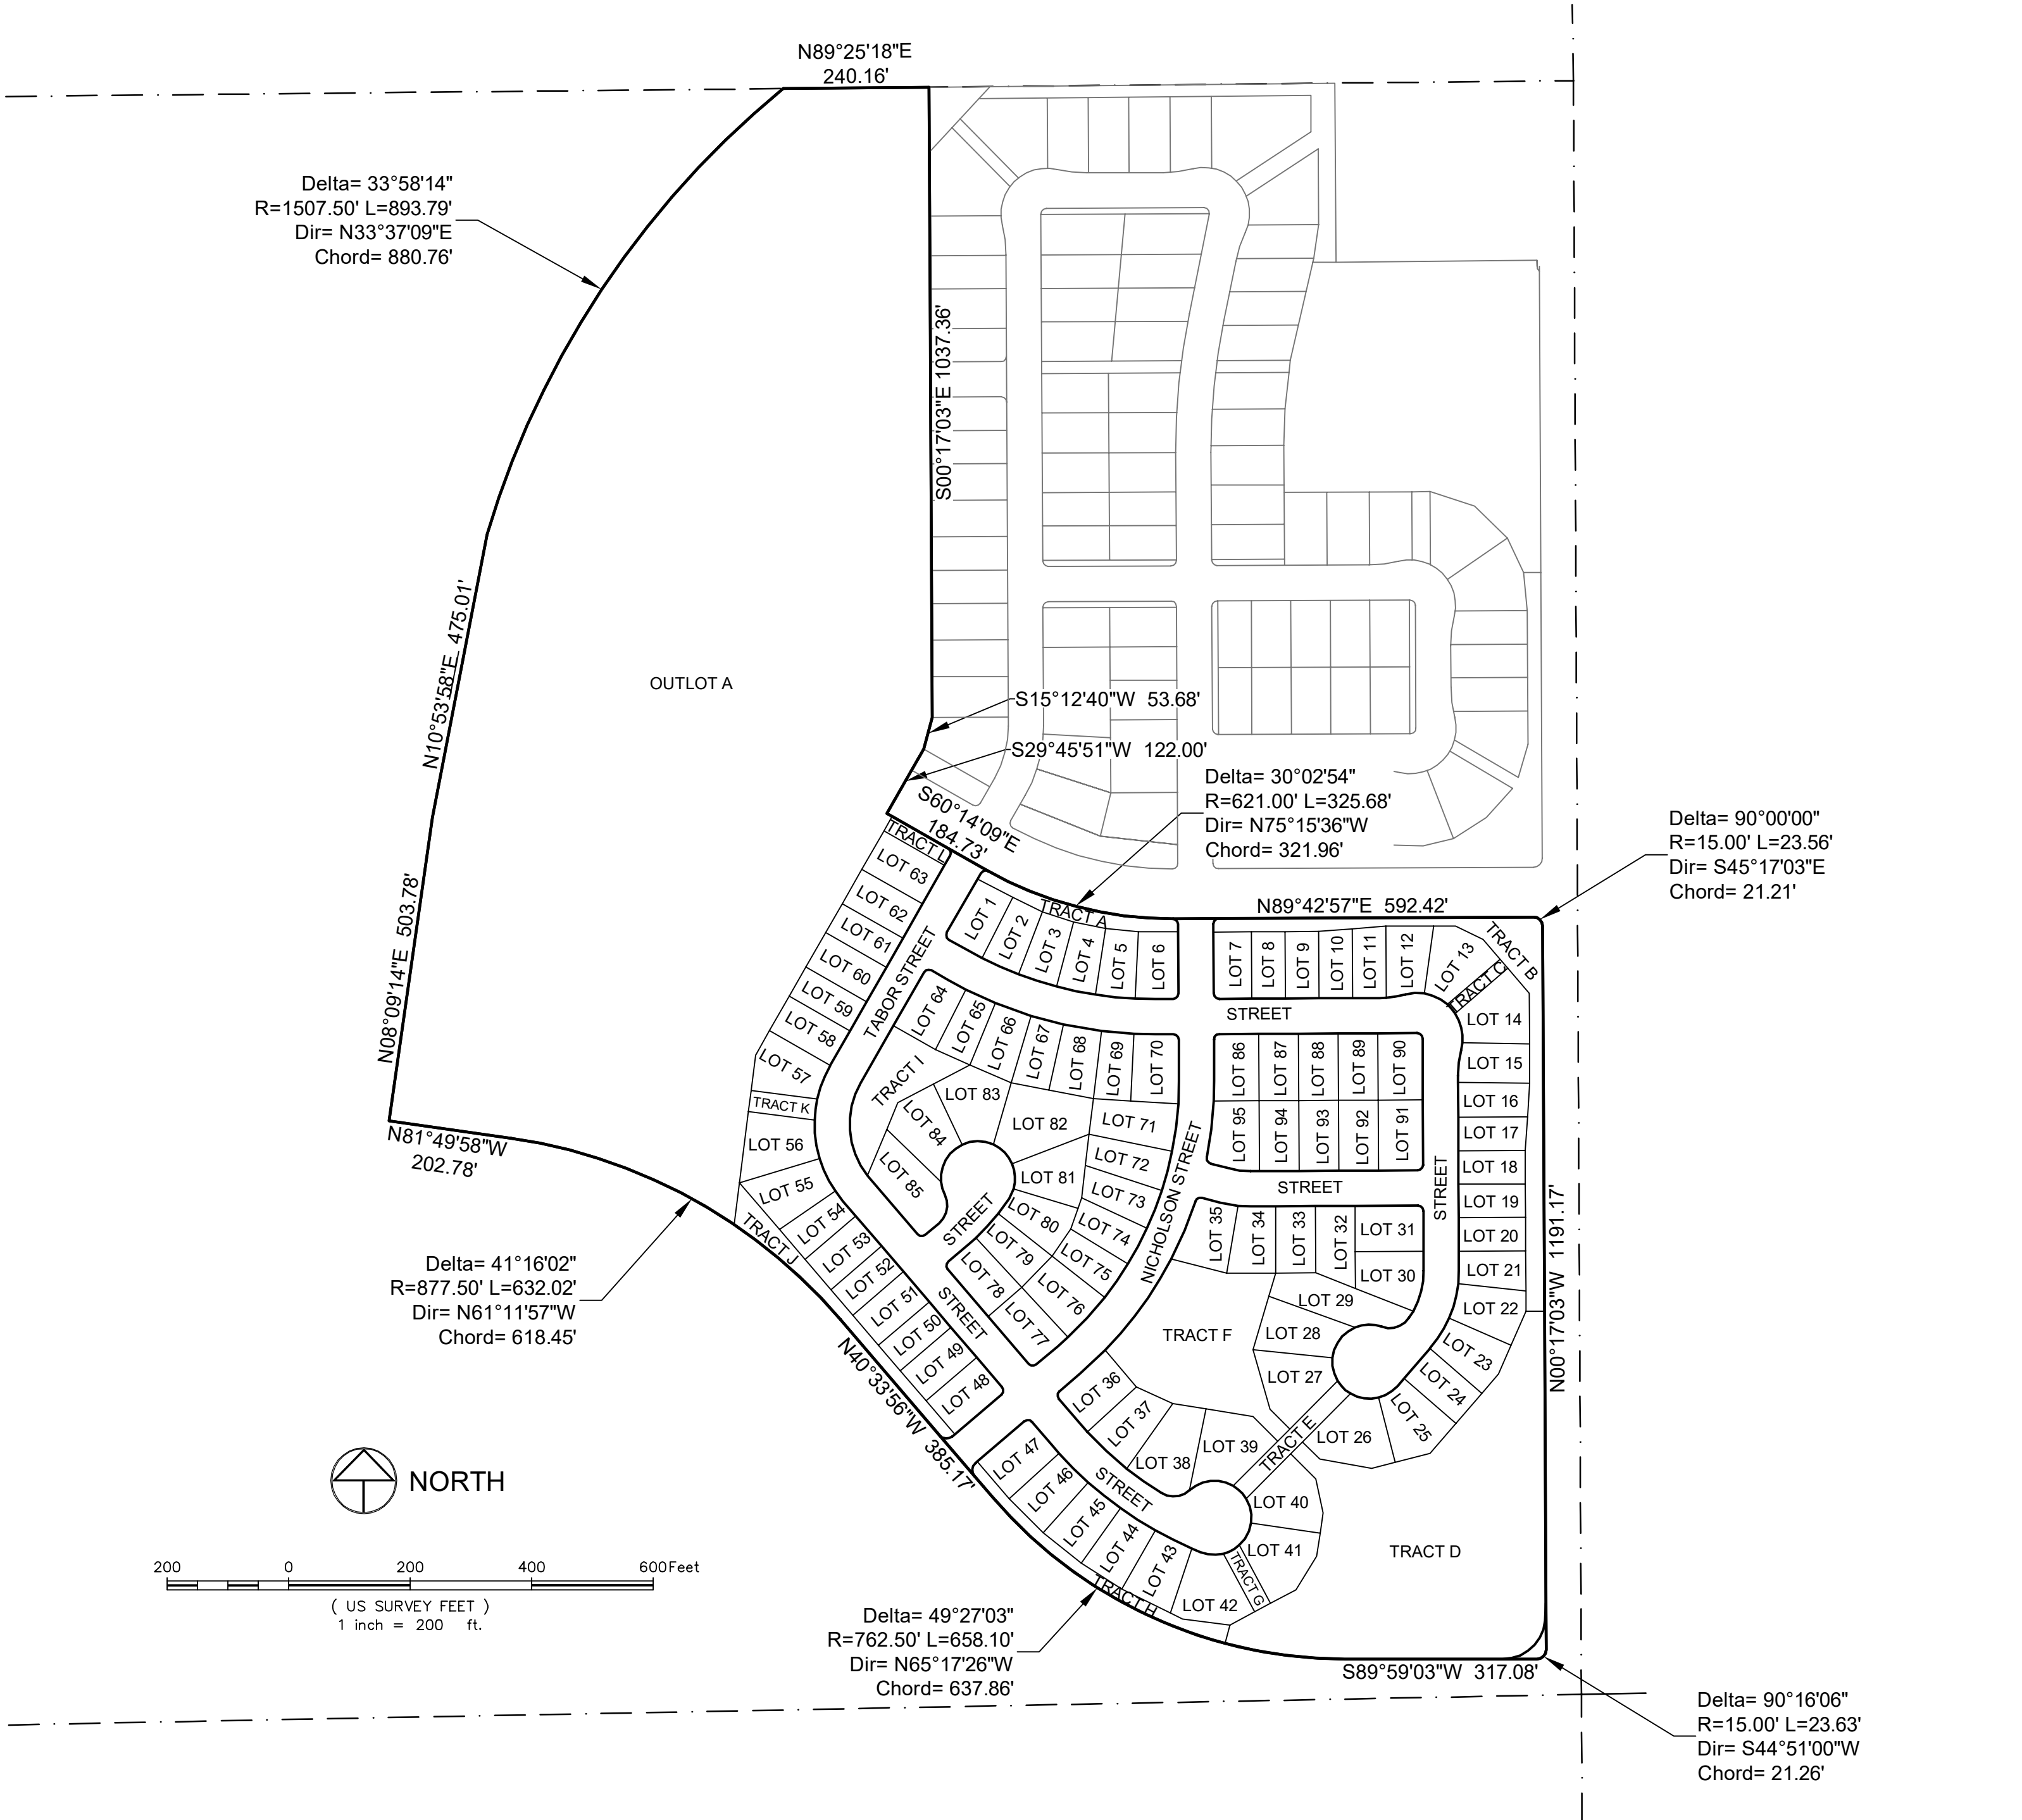 N89°25'18"E
240.16'
Delta= 33°58'14"
R=1507.50' L=893.79'
Dir= N33°37'09"E
Chord= 880.76'
S00°17'03"E 1037.36'
N10°53'58"E 475.01'
OUTLOT A
S15°12'40"W 53.68'
S29°45'51"W 122.00'
S60°14'09"E
184.73'
Delta= 30°02'54"
R=621.00' L=325.68'
Dir= N75°15'36"W
Chord= 321.96'
Delta= 90°00'00"
R=15.00' L=23.56'
Dir= S45°17'03"E
Chord= 21.21'
N89°42'57"E 592.42'
N08°09'14"E 503.78'
N81°49'58"W
202.78'
TRACT L
LOT 63
LOT 62
LOT 61
LOT 60
LOT 59
LOT 58
LOT 57
TRACT K
LOT 56
LOT 55
LOT 54
LOT 53
LOT 52
LOT 51
LOT 50
LOT 49
LOT 48
TRACT J
TABOR STREET
TRACT A
LOT 1
LOT 2
LOT 3
LOT 4
LOT 5
LOT 6
LOT 7
LOT 8
LOT 9
LOT 10
LOT 11
LOT 12
LOT 13
TRACT B
TRACT C
LOT 14
LOT 15
LOT 16
LOT 17
LOT 18
LOT 19
LOT 20
LOT 21
LOT 22
LOT 23
LOT 24
LOT 25
LOT 26
LOT 27
LOT 28
LOT 29
LOT 30
LOT 31
LOT 32
LOT 33
LOT 34
LOT 35
STREET
STREET
STREET
LOT 86
LOT 87
LOT 88
LOT 89
LOT 90
LOT 95
LOT 94
LOT 93
LOT 92
LOT 91
LOT 64
LOT 65
LOT 66
LOT 67
LOT 68
LOT 69
LOT 70
LOT 71
LOT 72
LOT 73
LOT 74
LOT 75
LOT 76
LOT 77
LOT 78
LOT 79
LOT 80
LOT 81
LOT 82
LOT 83
LOT 84
LOT 85
TRACT I
STREET
STREET
NICHOLSON STREET
TRACT F
TRACT E
LOT 36
LOT 37
LOT 38
LOT 39
LOT 40
LOT 41
TRACT G
LOT 42
LOT 43
LOT 44
LOT 45
LOT 46
LOT 47
STREET
TRACT H
TRACT D
N00°17'03"W 1191.17'
Delta= 41°16'02"
R=877.50' L=632.02'
Dir= N61°11'57"W
Chord= 618.45'
N40°33'56"W 385.17'
NORTH
200 0 200 400 600Feet
( US SURVEY FEET )
1 inch = 200 ft.
Delta= 49°27'03"
R=762.50' L=658.10'
Dir= N65°17'26"W
Chord= 637.86'
S89°59'03"W 317.08'
Delta= 90°16'06"
R=15.00' L=23.63'
Dir= S44°51'00"W
Chord= 21.26'